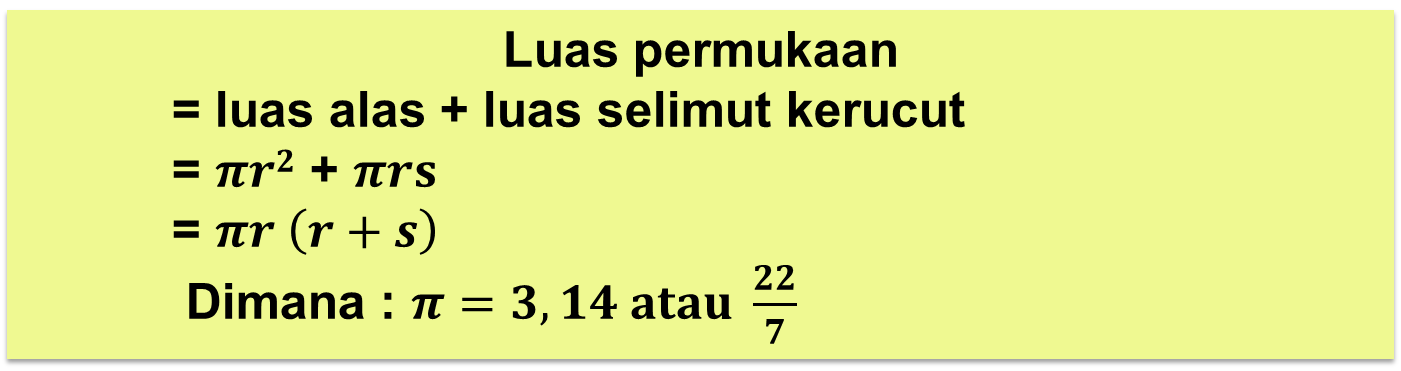 Luas permukaan
= luas alas + luas selimut kerucut
= πr² + πrs
= πr (r + s)
Dimana : π = 3,14 atau 22/7